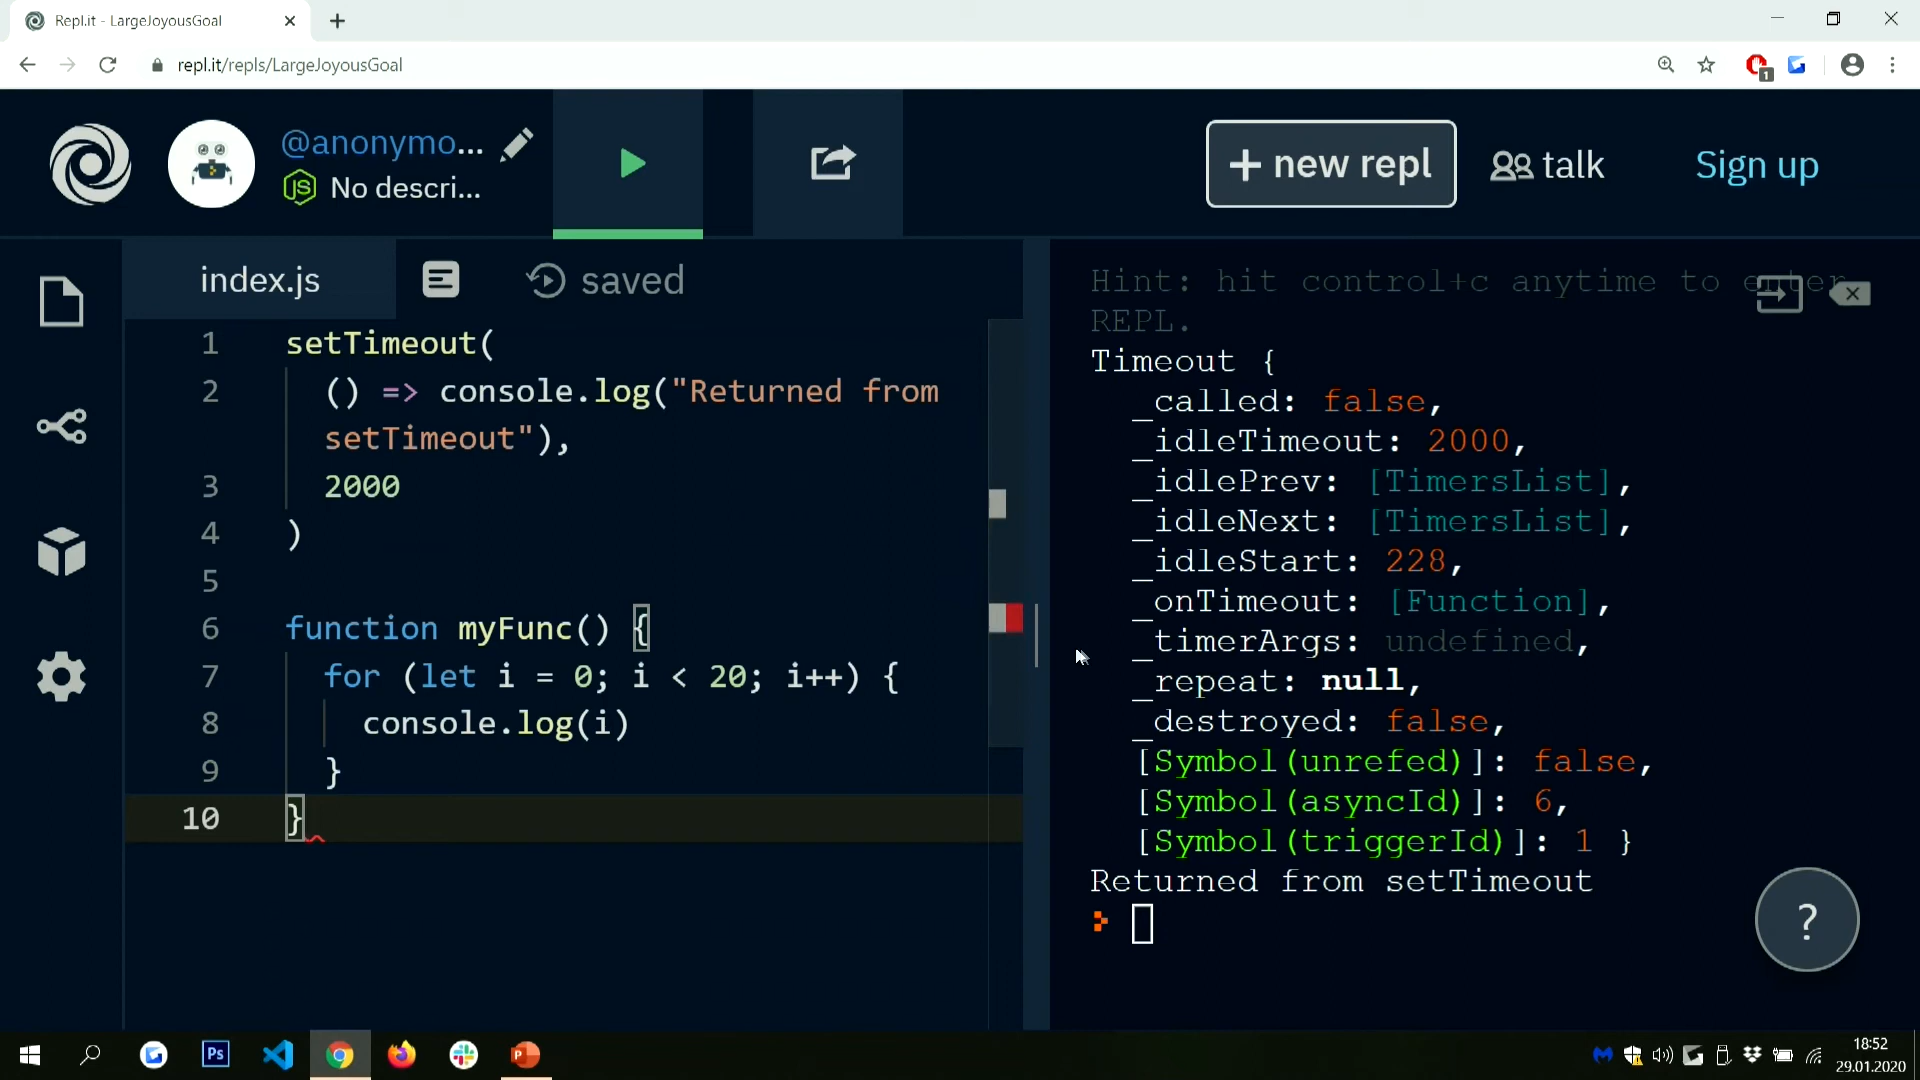 Repl.it - LargeJoyousGoal
repl.it/repls/LargeJoyousGoal
1
@anonymo...
No descri...
+ new repl
talk
Sign up
index.js
saved
1 setTimeout(
2 () => console.log("Returned from
setTimeout"),
3 2000
4 )
5
6 function myFunc() {
7 for (let i = 0; i < 20; i++) {
8 console.log(i)
9 }
10 }
Hint: hit control+c anytime to enter
REPL.
Timeout {
_called: false,
_idleTimeout: 2000,
_idlePrev: [TimersList],
_idleNext: [TimersList],
_idleStart: 228,
_onTimeout: [Function],
_timerArgs: undefined,
_repeat: null,
_destroyed: false,
[Symbol(unrefed)]: false,
[Symbol(asyncId)]: 6,
[Symbol(triggerId)]: 1 }
Returned from setTimeout
?
Ps
18:52
29.01.2020